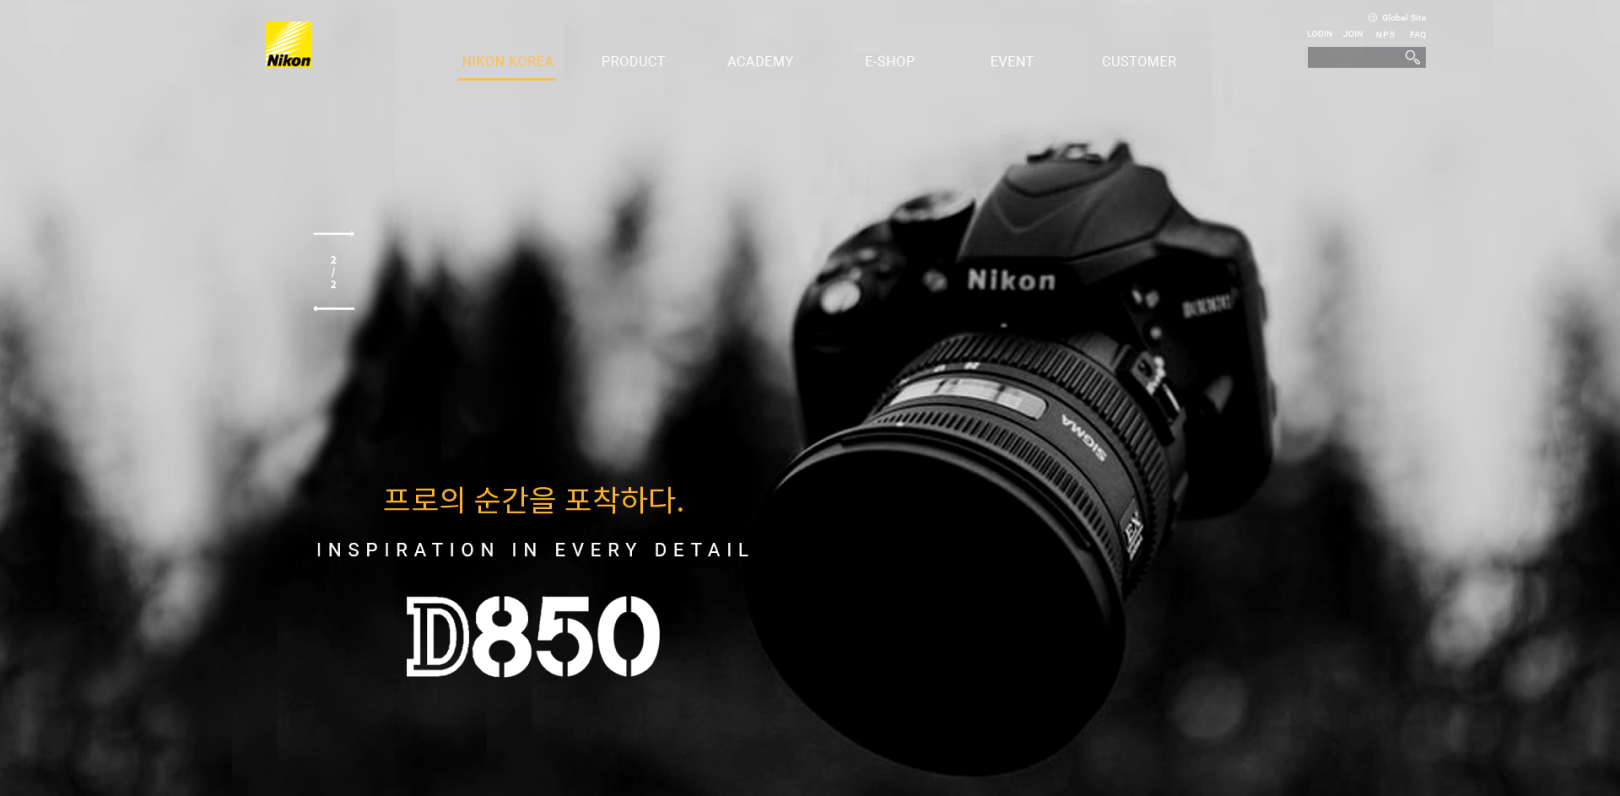 Global Site
LOGIN JOIN NPS FAQ
Nikon
NIKON KOREA PRODUCT ACADEMY E-SHOP EVENT CUSTOMER
2
/
2
Nikon
SIGMA
EX
프로의 순간을 포착하다.
INSPIRATION IN EVERY DETAIL
D850